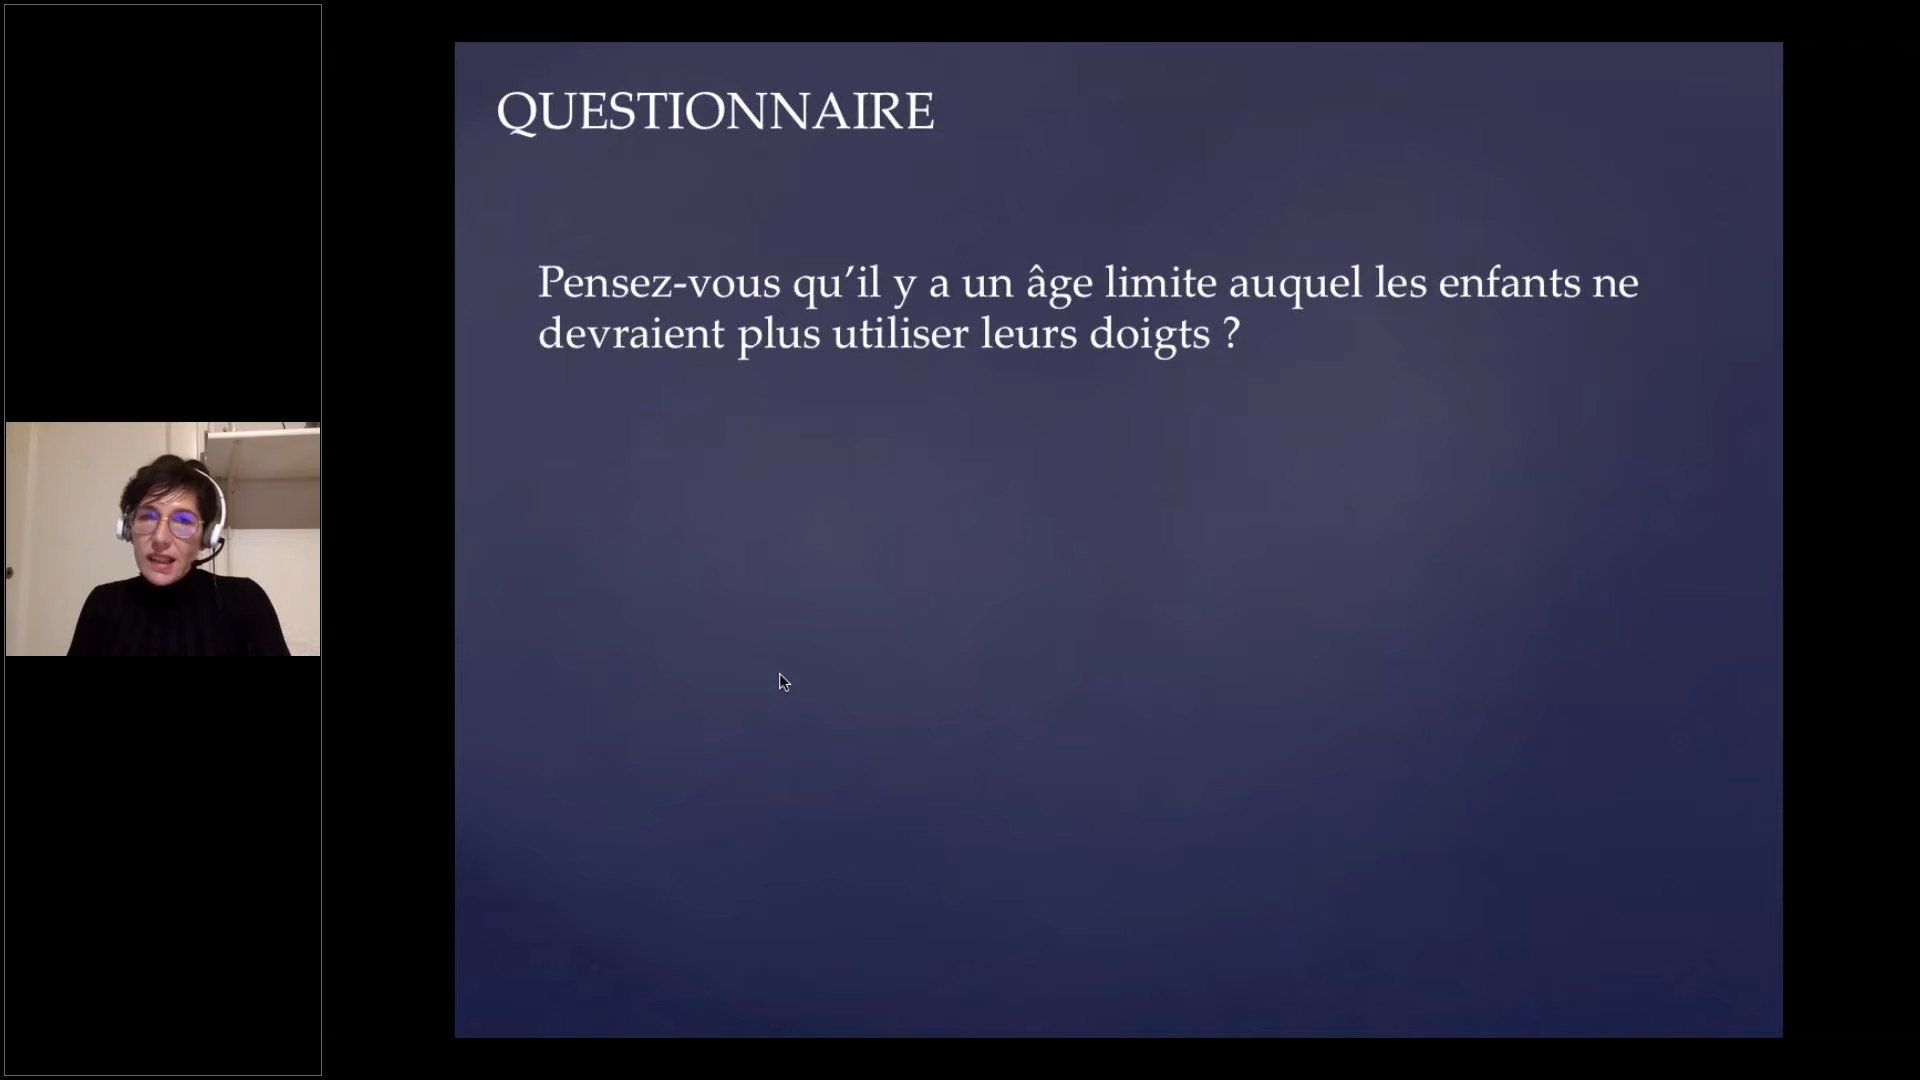 QUESTIONNAIRE
Pensez-vous qu’il y a un âge limite auquel les enfants ne
devraient plus utiliser leurs doigts ?